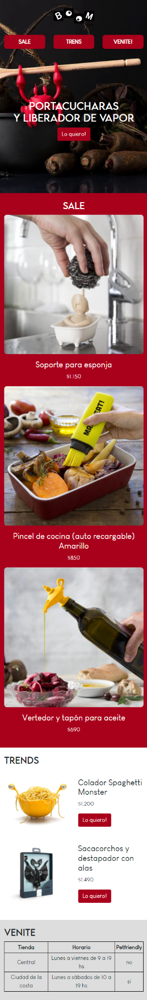 BOOM
SALE
TRENS
VENITE!
PORTACUCHARAS
Y LIBERADOR DE VAPOR
Lo quiero!
SALE
Soporte para esponja
$1.150
Pincel de cocina (auto recargable)
Amarillo
$850
Vertedor y tapón para aceite
$690
TRENDS
Colador Spaghetti
Monster
$1.200
Lo quiero!
Sacacorchos y
destapador con
alas
$1.490
Lo quiero!
VENITE
Tienda Horario Petfriendly
Central Lunes a viernes de 9 a 19
hs no
Ciudad de la
costa Lunes a sábados de 10 a
19 hs si